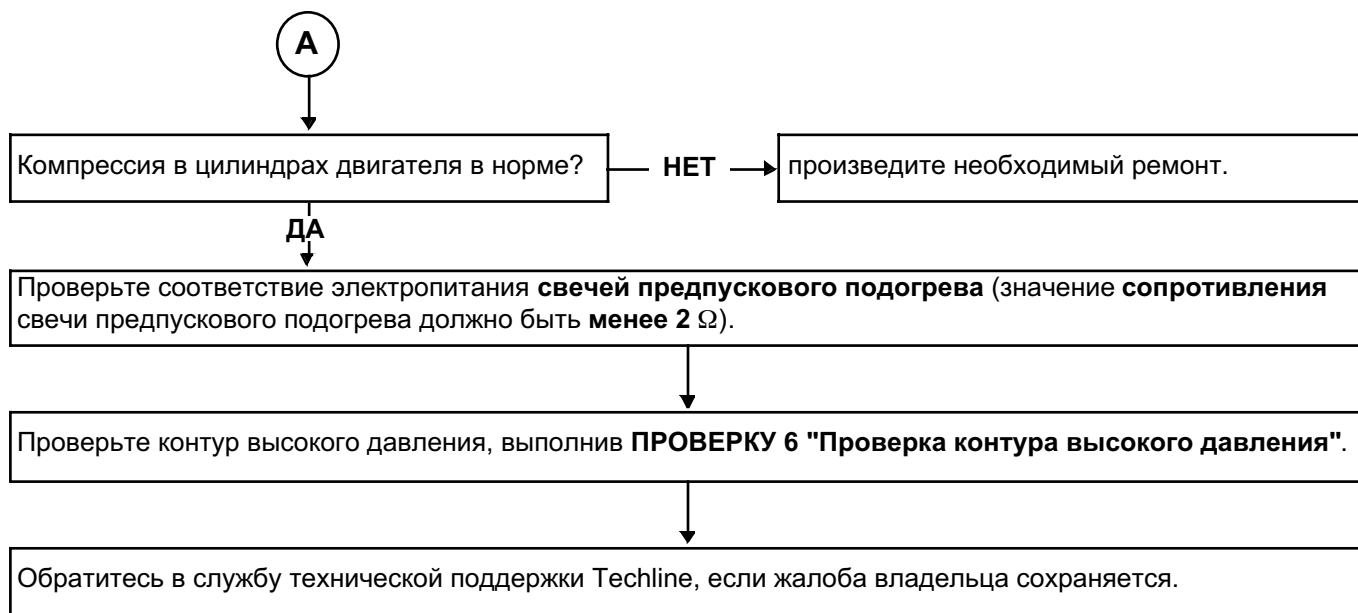 А
Компрессия в цилиндрах двигателя в норме?
НЕТ
произведите необходимый ремонт.
ДА
Проверьте соответствие электропитания свечей предпускового подогрева (значение сопротивления
свечи предпускового подогрева должно быть менее 2 Ω).
Проверьте контур высокого давления, выполнив ПРОВЕРКУ 6 "Проверка контура высокого давления".
Обратитесь в службу технической поддержки Techline, если жалоба владельца сохраняется.